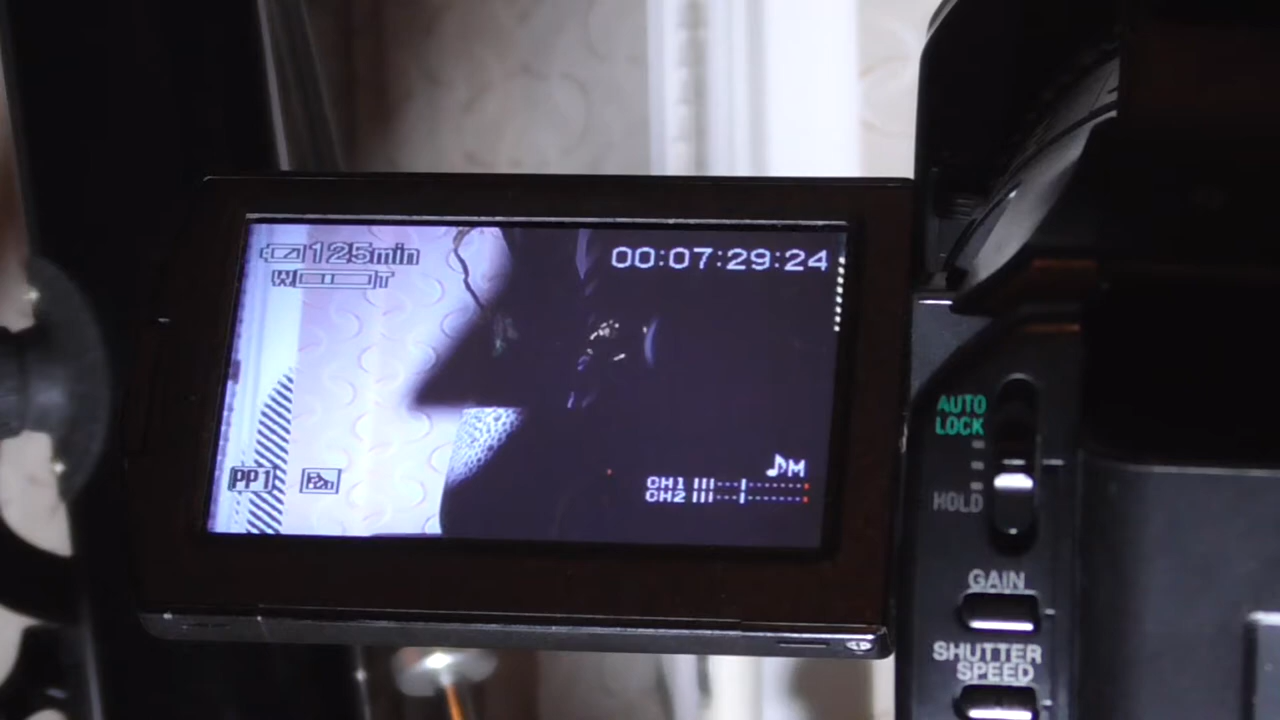 125min
00:07:29:24
W T
PP1
♪M
CH1
CH2
AUTO
LOCK
HOLD
GAIN
SHUTTER
SPEED